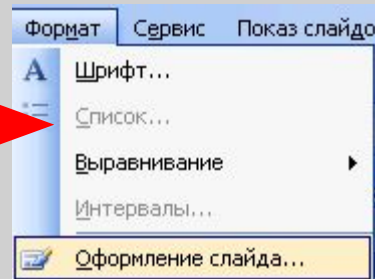 Формат Сервис Показ слайдо
Шрифт...
Список...
Выравнивание
Интервалы...
Оформление слайда...